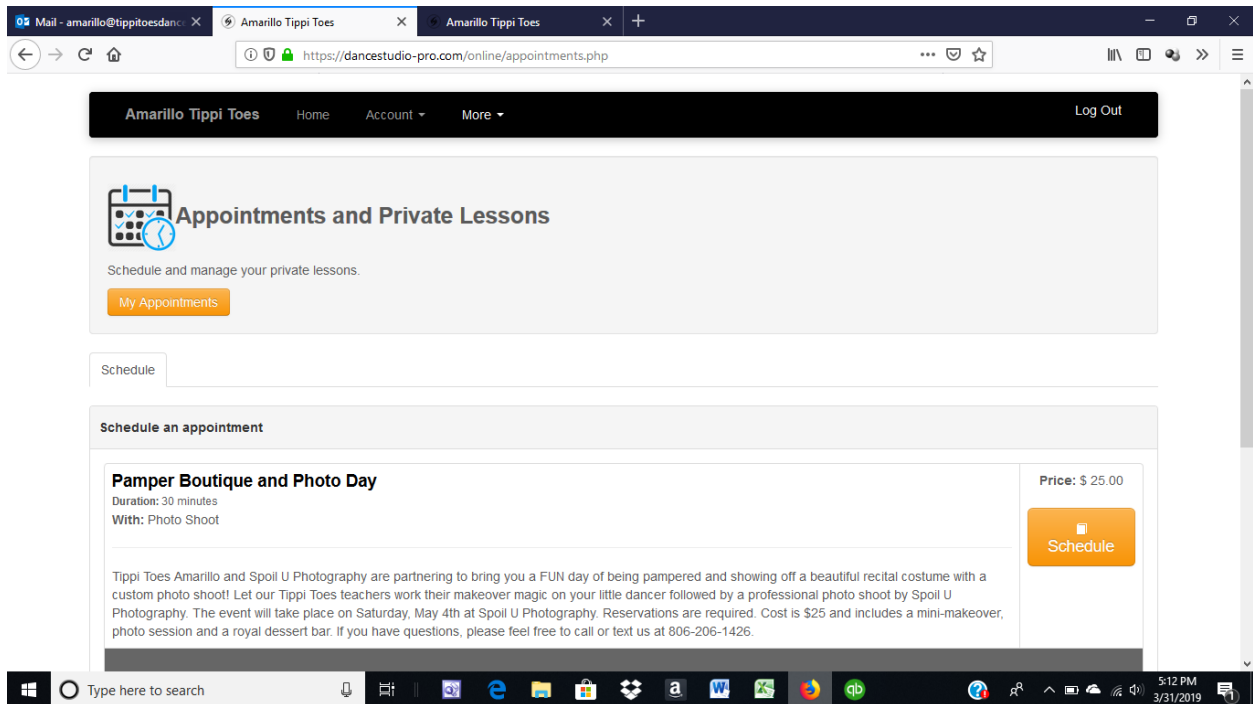 Mail - amarillo@tippitoesdance
Amarillo Tippi Toes
Amarillo Tippi Toes
https://dancestudio-pro.com/online/appointments.php
Amarillo Tippi Toes Home Account More Log Out
Appointments and Private Lessons
Schedule and manage your private lessons.
My Appointments
Schedule
Schedule an appointment
Pamper Boutique and Photo Day
Duration: 30 minutes
With: Photo Shoot
Price: $ 25.00
Schedule
Tippi Toes Amarillo and Spoil U Photography are partnering to bring you a FUN day of being pampered and showing off a beautiful recital costume with a
custom photo shoot! Let our Tippi Toes teachers work their makeover magic on your little dancer followed by a professional photo shoot by Spoil U
Photography. The event will take place on Saturday, May 4th at Spoil U Photography. Reservations are required. Cost is $25 and includes a mini-makeover,
photo session and a royal dessert bar. If you have questions, please feel free to call or text us at 806-206-1426.
Type here to search
a
W
qb
5:12 PM
3/31/2019
1